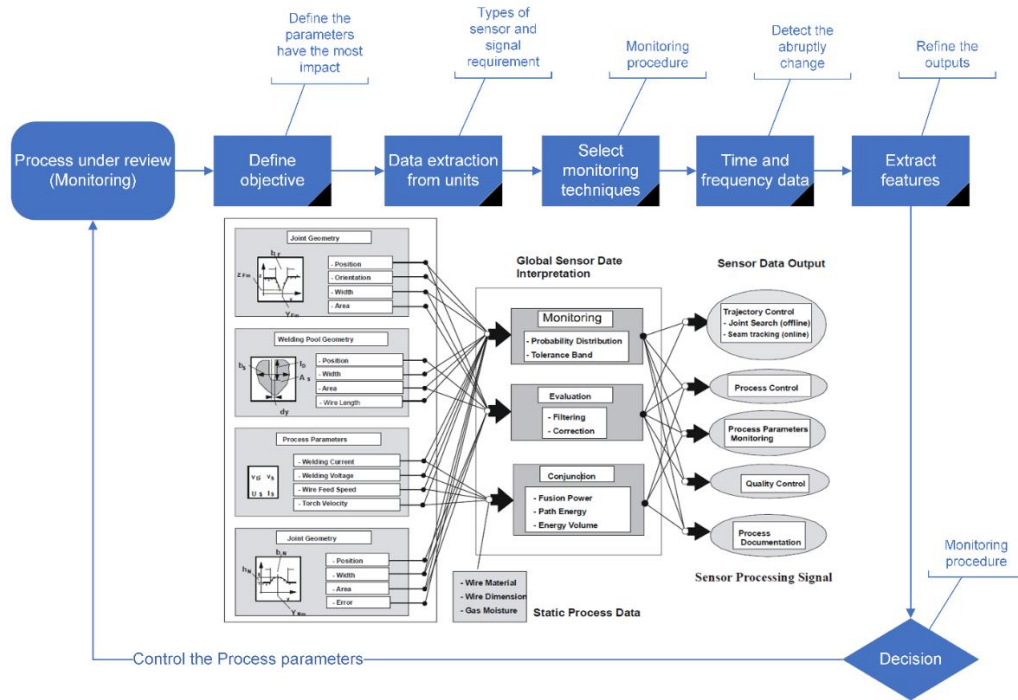 Define the
parameters
have the most
impact
Types of
sensor and
signal
requirement
Monitoring
procedure
Detect the
abruptly
change
Refine the
outputs
Process under review
(Monitoring)
Define
objective
Data extraction
from units
Select
monitoring
techniques
Time and
frequency data
Extract
features
Joint Geometry
- Position
- Orientation
- Width
- Area
Welding Pool Geometry
- Position
- Width
- Area
- Wire Length
b s
A s
dy
Process Parameters
- Welding Current
- Welding Voltage
- Wire Feed Speed
- Torch Velocity
U s I s
Joint Geometry
- Position
- Width
- Area
- Error
Global Sensor Date
Interpretation
Monitoring
- Probability Distribution
- Tolerance Band
Evaluation
- Filtering
- Correction
Conjunction
- Fusion Power
- Path Energy
- Energy Volume
- Wire Material
- Wire Dimension
- Gas Moisture
Static Process Data
Sensor Data Output
Trajectory Control
- Joint Search (offline)
- Seam tracking (online)
Process Control
Process Parameters
Monitoring
Quality Control
Process
Documentation
Sensor Processing Signal
Monitoring
procedure
Decision
Control the Process parameters